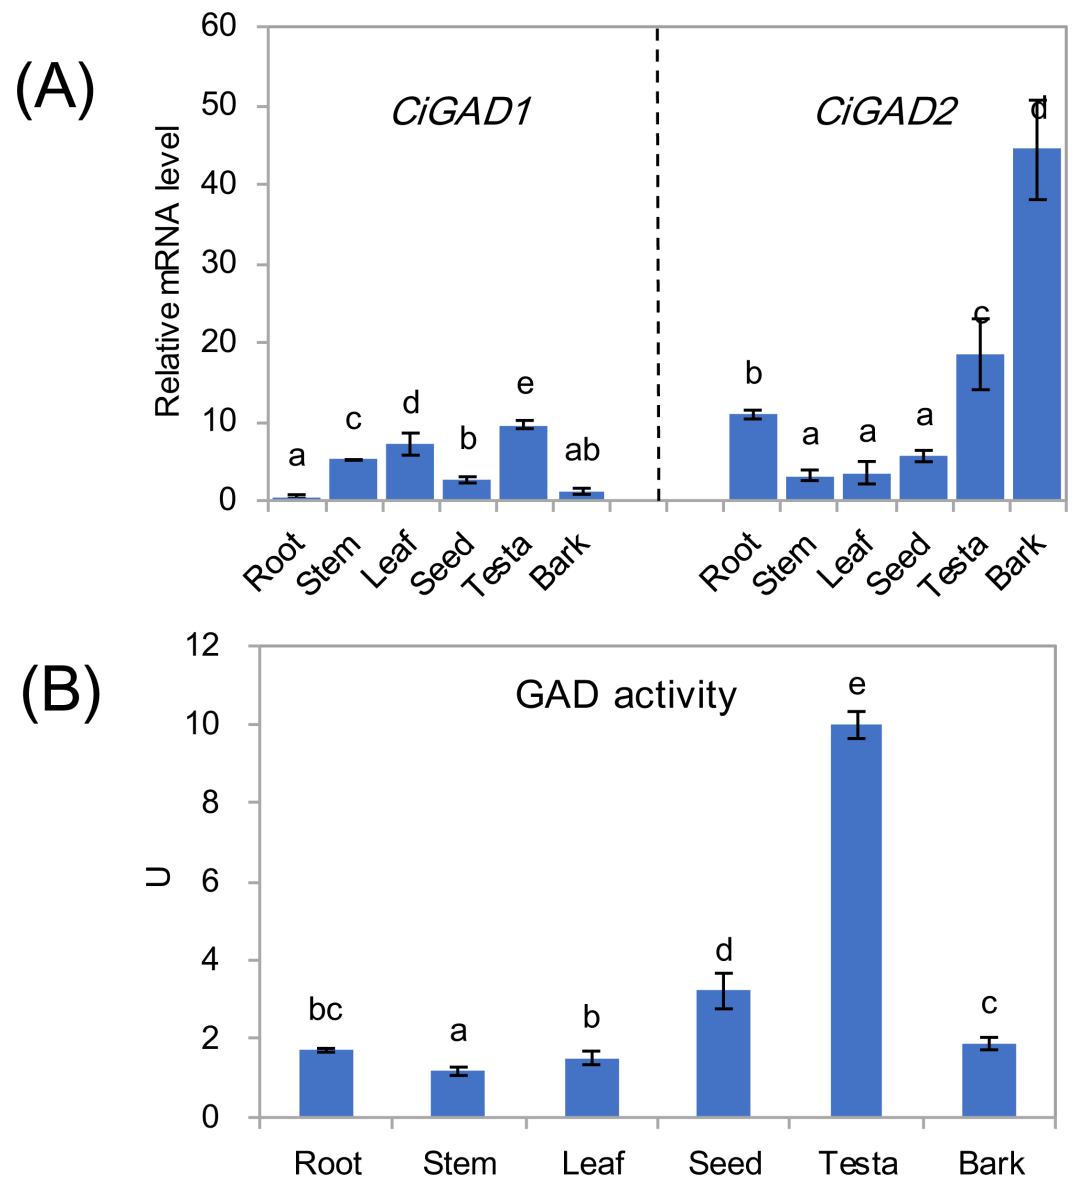 (A)
Relative mRNA level
60
50
40
30
20
10
0
CiGAD1
CiGAD2
a
c
d
b
e
ab
b
a
a
a
c
d
Root
Stem
Leaf
Seed
Testa
Bark
Root
Stem
Leaf
Seed
Testa
Bark
(B)
U
12
10
8
6
4
2
0
GAD activity
bc
a
b
d
e
c
Root
Stem
Leaf
Seed
Testa
Bark